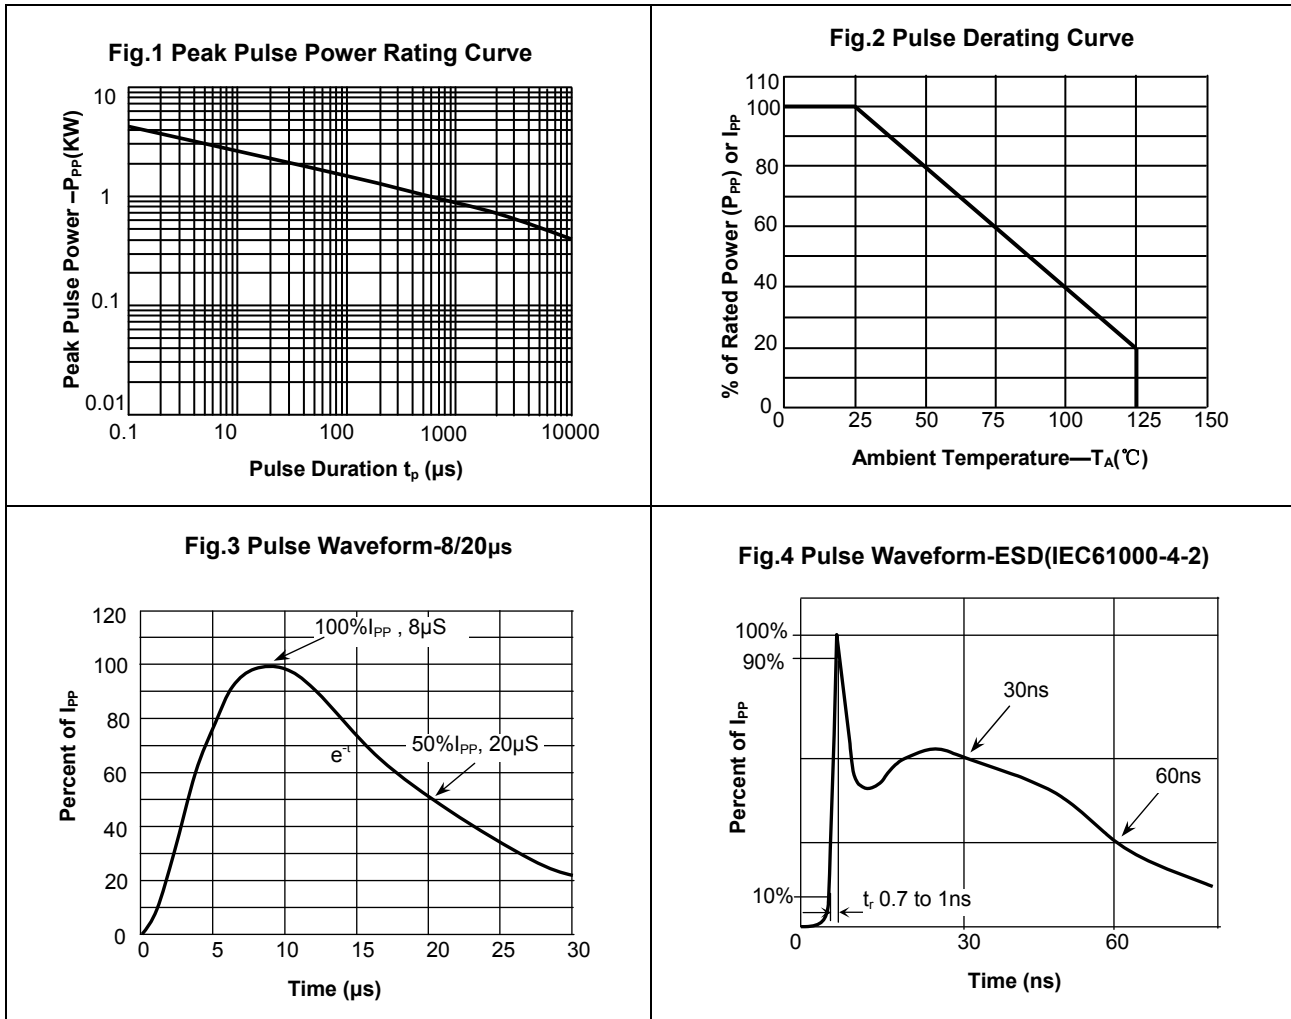 Fig.1 Peak Pulse Power Rating Curve
Peak Pulse Power –PPP(KW)
10
1
0.1
0.01
0.1 10 100 1000 10000
Pulse Duration tp (µs)
Fig.2 Pulse Derating Curve
% of Rated Power (PPP) or IPP
110
100
80
60
40
20
0
0 25 50 75 100 125 150
Ambient Temperature—TA(℃)
Fig.3 Pulse Waveform-8/20µs
Percent of IPP
120
100
80
60
40
20
0
100%IPP , 8µS
50%IPP, 20µS
e-t
0 5 10 15 20 25 30
Time (µs)
Fig.4 Pulse Waveform-ESD(IEC61000-4-2)
Percent of IPP
100%
90%
10%
30ns
60ns
tr 0.7 to 1ns
0 30 60
Time (ns)